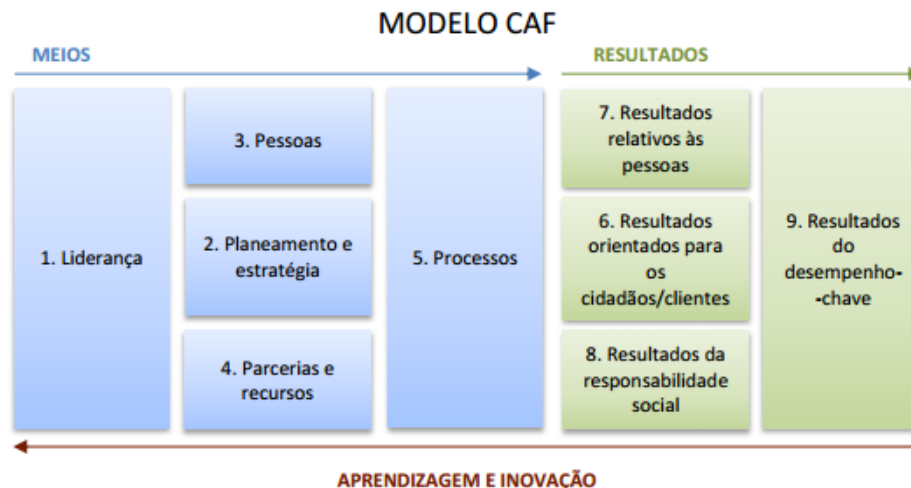 MODELO CAF
MEIOS
RESULTADOS
1. Liderança
3. Pessoas
2. Planeamento e
estratégia
4. Parcerias e
recursos
5. Processos
7. Resultados
relativos às
pessoas
6. Resultados
orientados para
os
cidadãos/clientes
8. Resultados da
responsabilidade
social
9. Resultados
do
desempenho-
-chave
APRENDIZAGEM E INOVAÇÃO